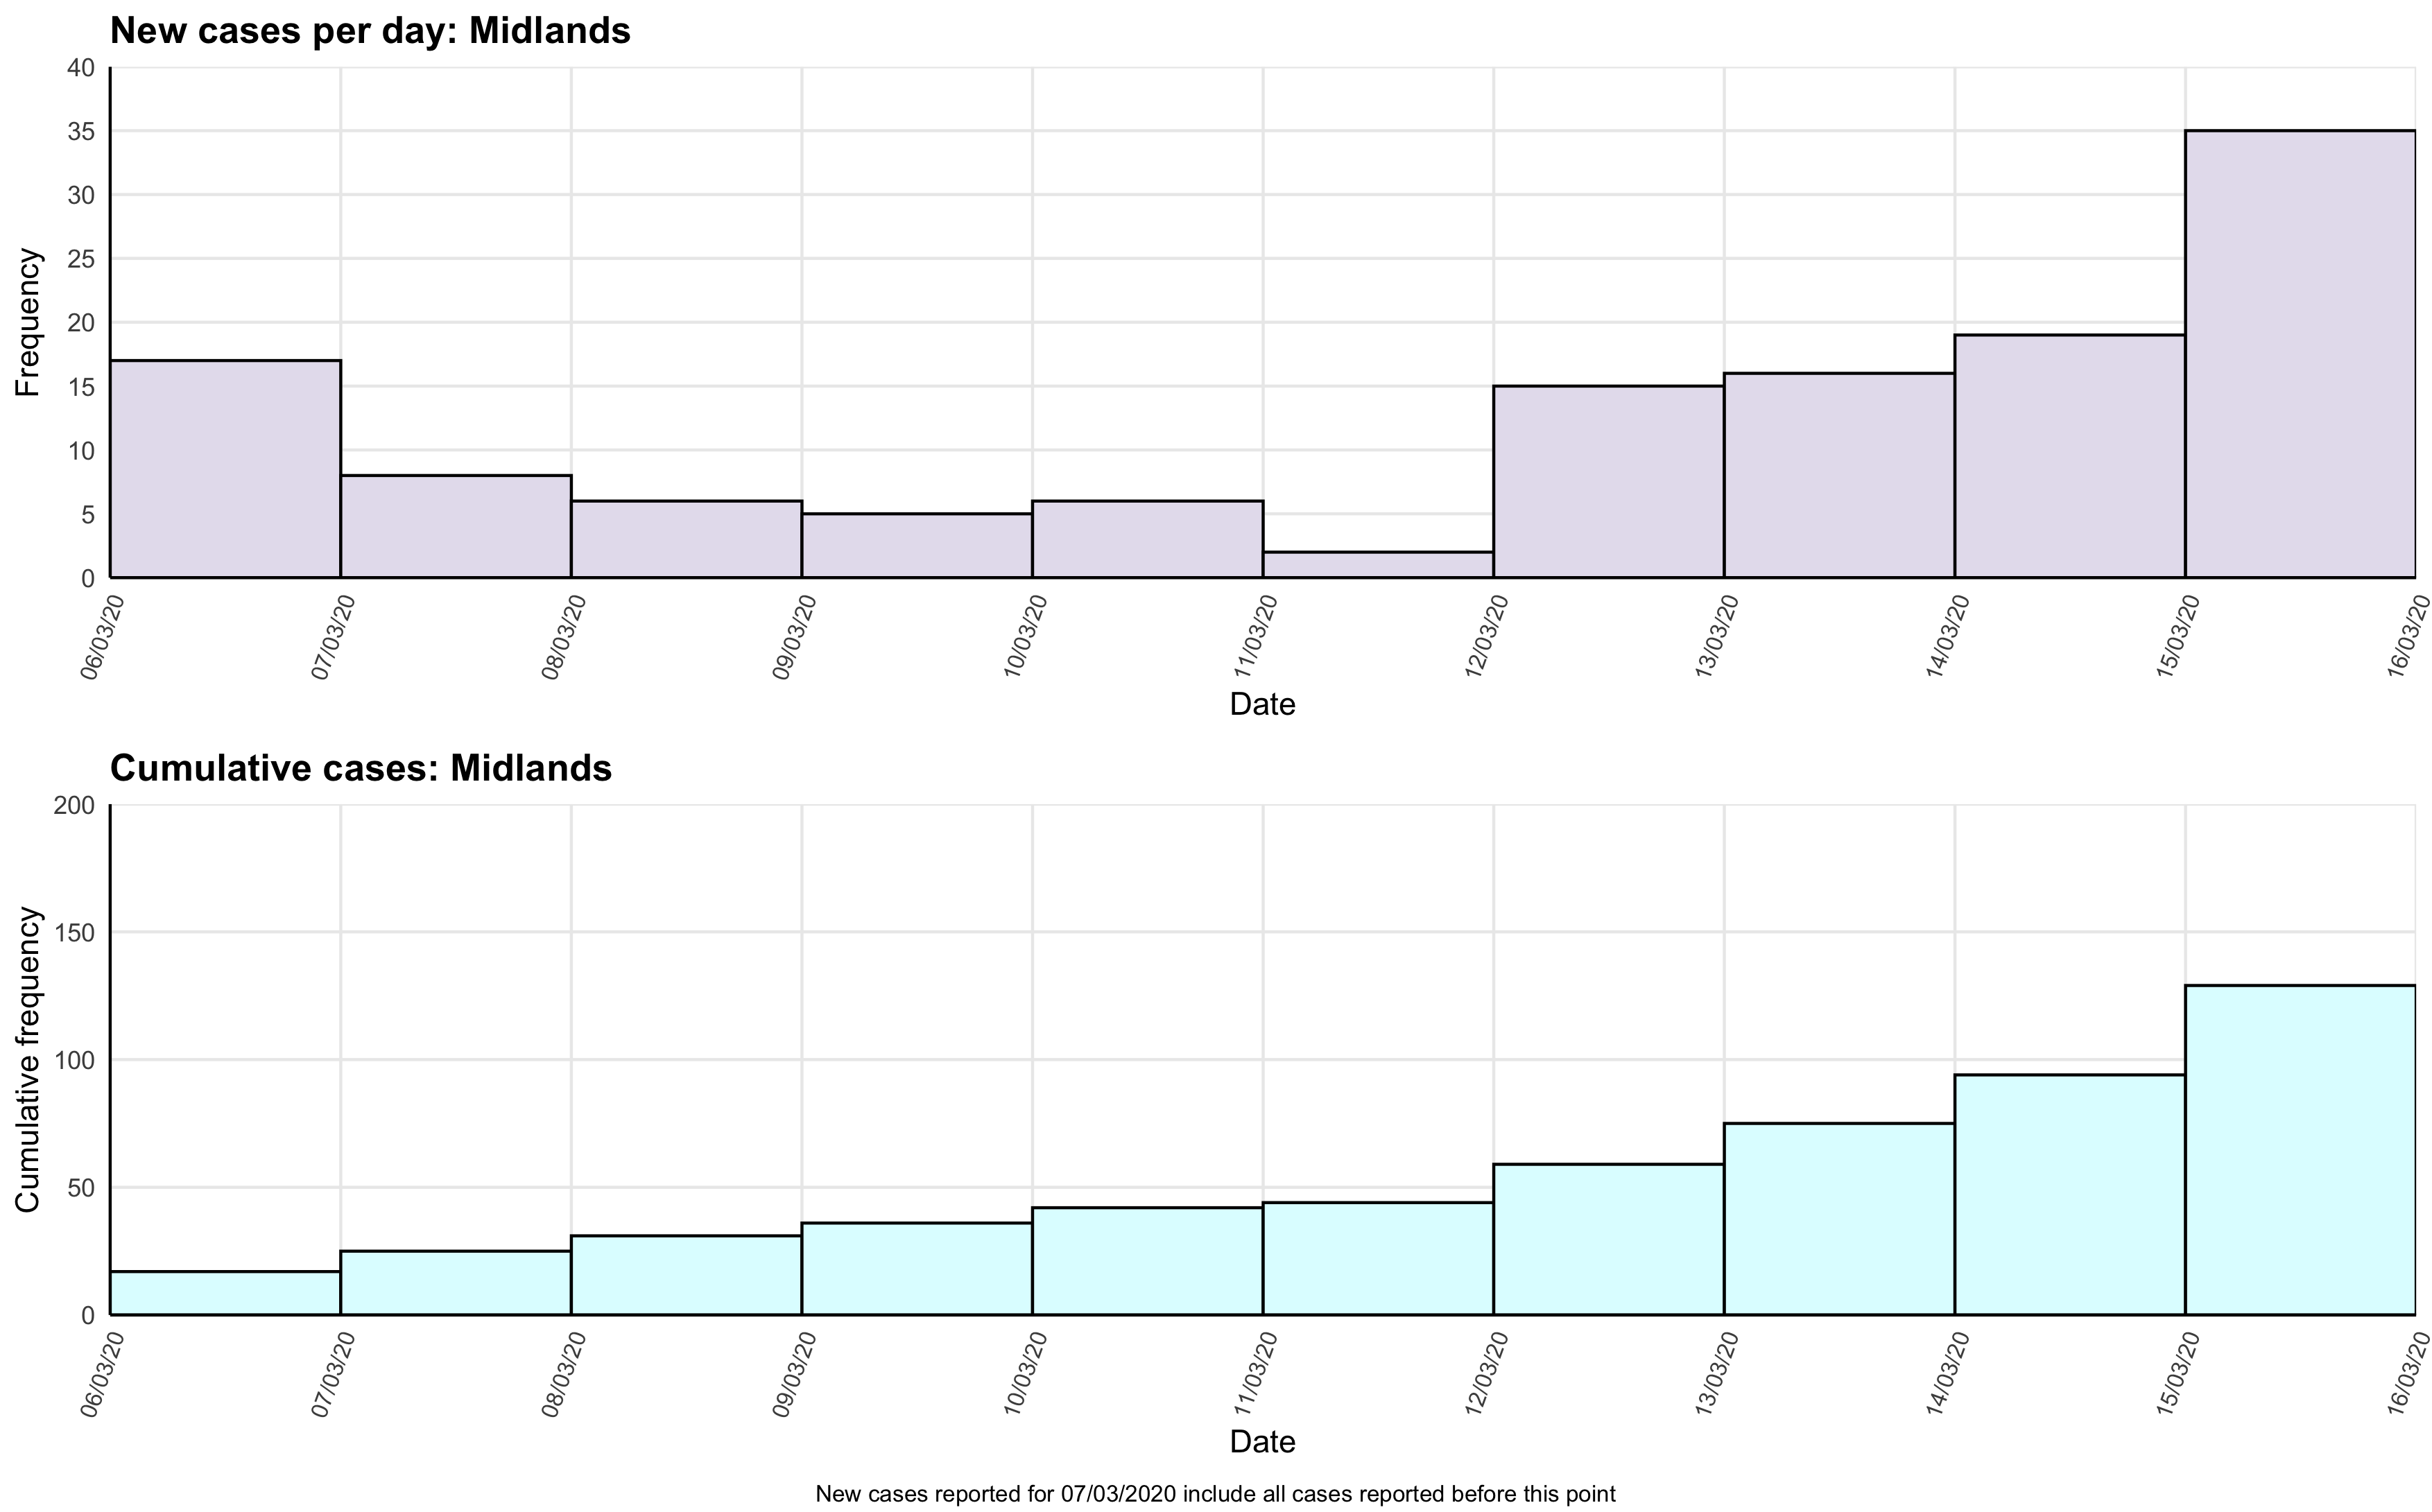 New cases per day: Midlands
Frequency
40
35
30
25
20
15
10
5
0
06/03/20 07/03/20 08/03/20 09/03/20 10/03/20 11/03/20 12/03/20 13/03/20 14/03/20 15/03/20 16/03/20
Date
Cumulative cases: Midlands
Cumulative frequency
200
150
100
50
0
06/03/20 07/03/20 08/03/20 09/03/20 10/03/20 11/03/20 12/03/20 13/03/20 14/03/20 15/03/20 16/03/20
Date
New cases reported for 07/03/2020 include all cases reported before this point